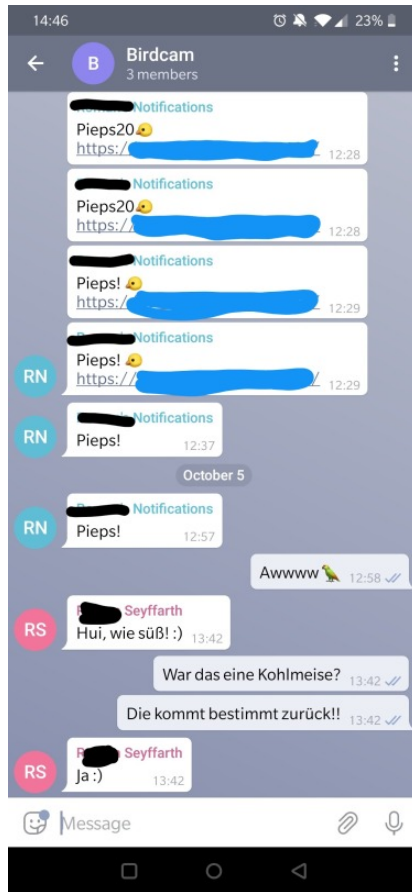 14:46 23%
B Birdcam
3 members
Notifications
Pieps20🐤
https:/ 12:28
Notifications
Pieps20🐤
https:/ 12:28
Notifications
Pieps! 🐤
https:/ 12:29
Notifications
Pieps! 🐤
RN https:// / 12:29
Notifications
RN Pieps! 12:37
October 5
Notifications
RN Pieps! 12:57
Awwww🦜 12:58
Seyffarth
RS Hui, wie süß! :) 13:42
War das eine Kohlmeise? 13:42
Die kommt bestimmt zurück!! 13:42
Seyffarth
RS Ja :) 13:42
Message